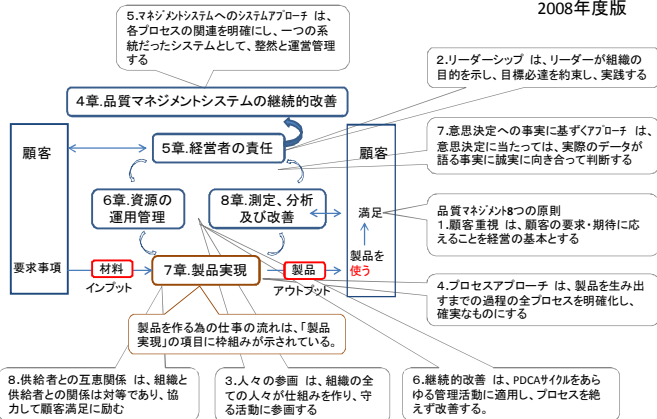 2008年度版
5.マネジメントシステムへのシステムアプローチ は、
各プロセスの関連を明確にし、一つの系
統だったシステムとして、整然と運営管理
する
2.リーダーシップ は、リーダーが組織の
目的を示し、目標必達を約束し、実践する
4章.品質マネジメントシステムの継続的改善
顧客
5章.経営者の責任
顧客
7.意思決定への事実に基ずくアプローチ は、
意思決定に当たっては、実際のデータが
語る事実に誠実に向き合って判断する
6章.資源の
運用管理
8章.測定、分析
及び改善
満足
品質マネジメント8つの原則
1.顧客重視 は、顧客の要求・期待に応
えることを経営の基本とする
製品を
使う
要求事項
材料
インプット
7章.製品実現
製品
アウトプット
4.プロセスアプローチ は、製品を生み出
すまでの過程の全プロセスを明確化し、
確実なものにする
製品を作る為の仕事の流れは、「製品
実現」の項目に枠組みが示されている。
8.供給者との互恵関係 は、組織と
供給者との関係は対等であり、協
力して顧客満足に励む
3.人々の参画 は、組織の全
ての人々が仕組みを作り、守
る活動に参画する
6.継続的改善 は、PDCAサイクルをあら
ゆる管理活動に適用し、プロセスを
絶えず改善する。